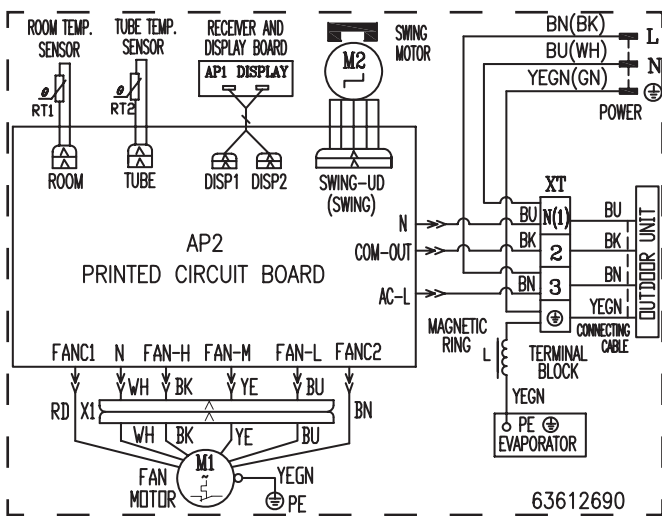 ROOM TEMP.
SENSOR
TUBE TEMP.
SENSOR
RECEIVER AND
DISPLAY BOARD
SWING
MOTOR
BN(BK)
L
BU(WH)
N
YEGN(GN)
POWER
AP1 DISPLAY
M2
θ
RT1
θ
RT2
ROOM
TUBE
DISP1
DISP2
SWING-UD
(SWING)
AP2
PRINTED CIRCUIT BOARD
N
COM-OUT
AC-L
XT
BU
N(1)
BU
BK
2
BK
BN
3
BN
YEGN
OUTDOOR UNIT
CONNECTING
CABLE
MAGNETIC
RING
L
TERMINAL
BLOCK
YEGN
PE
EVAPORATOR
FANC1
N
FAN-H
FAN-M
FAN-L
FANC2
WH
BK
YE
BU
RD
X1
BN
WH
BK
YE
BU
M1
~
FAN
MOTOR
YEGN
PE
63612690